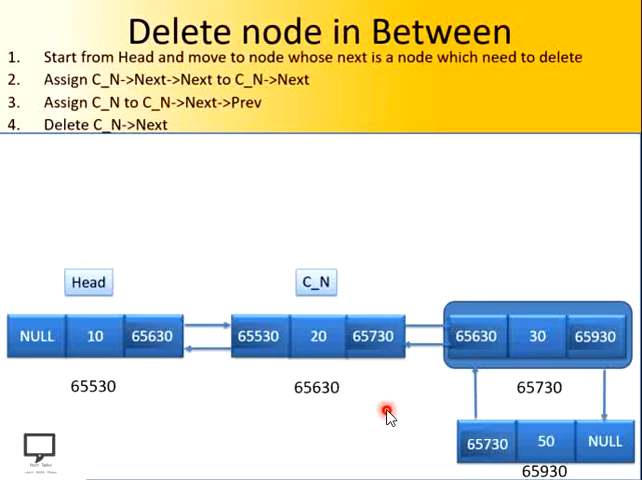 Delete node in Between
1. Start from Head and move to node whose next is a node which need to delete
2. Assign C_N->Next->Next to C_N->Next
3. Assign C_N to C_N->Next->Prev
4. Delete C_N->Next
Head
C_N
NULL 10 65630
65530 20 65730
65630 30 65930
65530
65630
65730
65730 50 NULL
65930